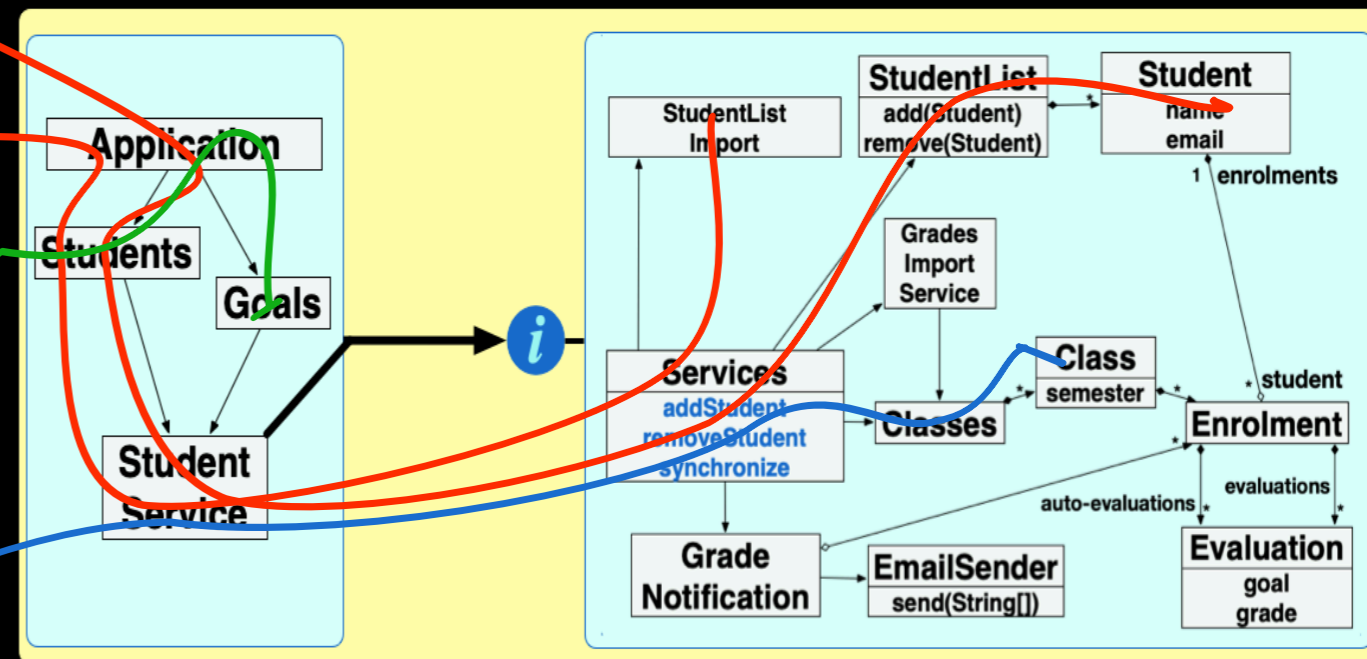 Application
Students
Goals
Student
Service
i
StudentList
Import
StudentList
add(Student)
remove(Student)
*
Student
name
email
1 enrolments
Grades
Import
Service
Services
addStudent
removeStudent
synchronize
Classes
*
Class
semester
*
* student
Enrolment
*
auto-evaluations
*
evaluations
*
Grade
Notification
EmailSender
send(String[])
Evaluation
goal
grade